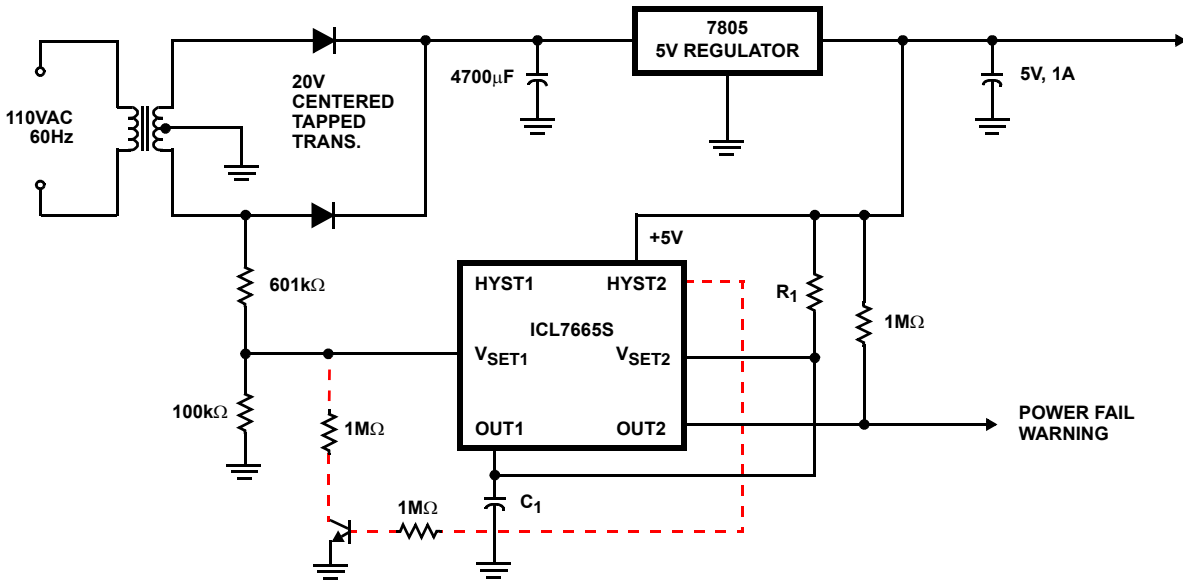 7805
5V REGULATOR
4700μF
5V, 1A
20V
CENTERED
TAPPED
TRANS.
110VAC
60Hz
+5V
601kΩ
HYST1
HYST2
R1
1MΩ
ICL7665S
VSET1
VSET2
100kΩ
1MΩ
OUT1
OUT2
POWER FAIL
WARNING
1MΩ
C1